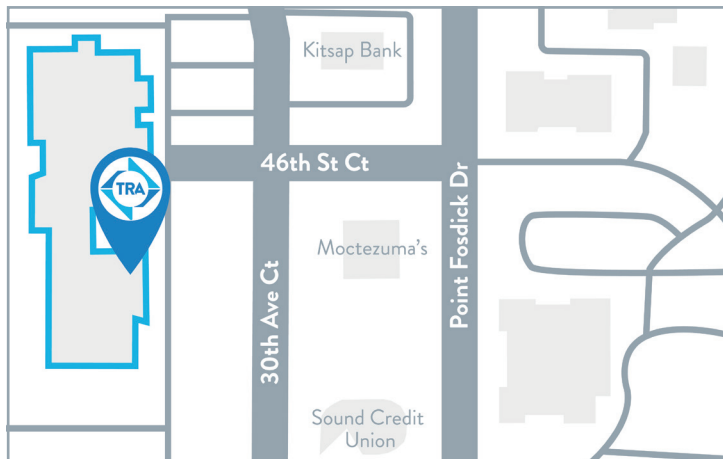 Kitsap Bank
46th St Ct
TRA
Moctezuma's
30th Ave Ct
Point Fosdick Dr
Sound Credit
Union